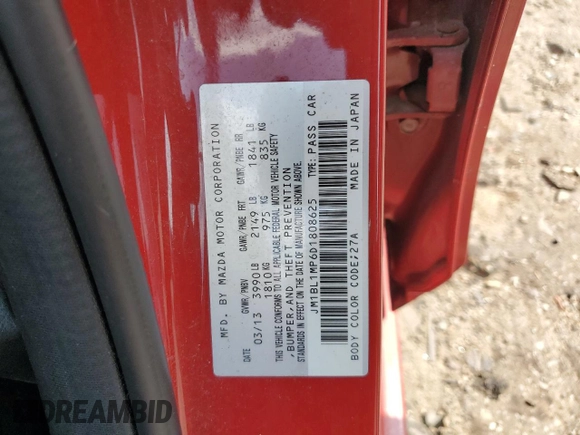 MFD. BY MAZDA MOTOR CORPORATION
DATE GVWR/PNBV GAWR/PNBE FRT GAWR/PNBE RR
03/13 3990 LB 2149 LB 1841 LB
1810 KG 975 KG 835 KG
THIS VEHICLE CONFORMS TO ALL APPLICABLE FEDERAL MOTOR VEHICLE SAFETY
,BUMPER,AND THEFT PREVENTION
STANDARDS IN EFFECT ON THE DATE OF MANUFACTURE SHOWN ABOVE.
JM1BL1MP6D1808625 TYPE: PASS CAR
BODY COLOR CODE;27A MADE IN JAPAN
IDREAMBID